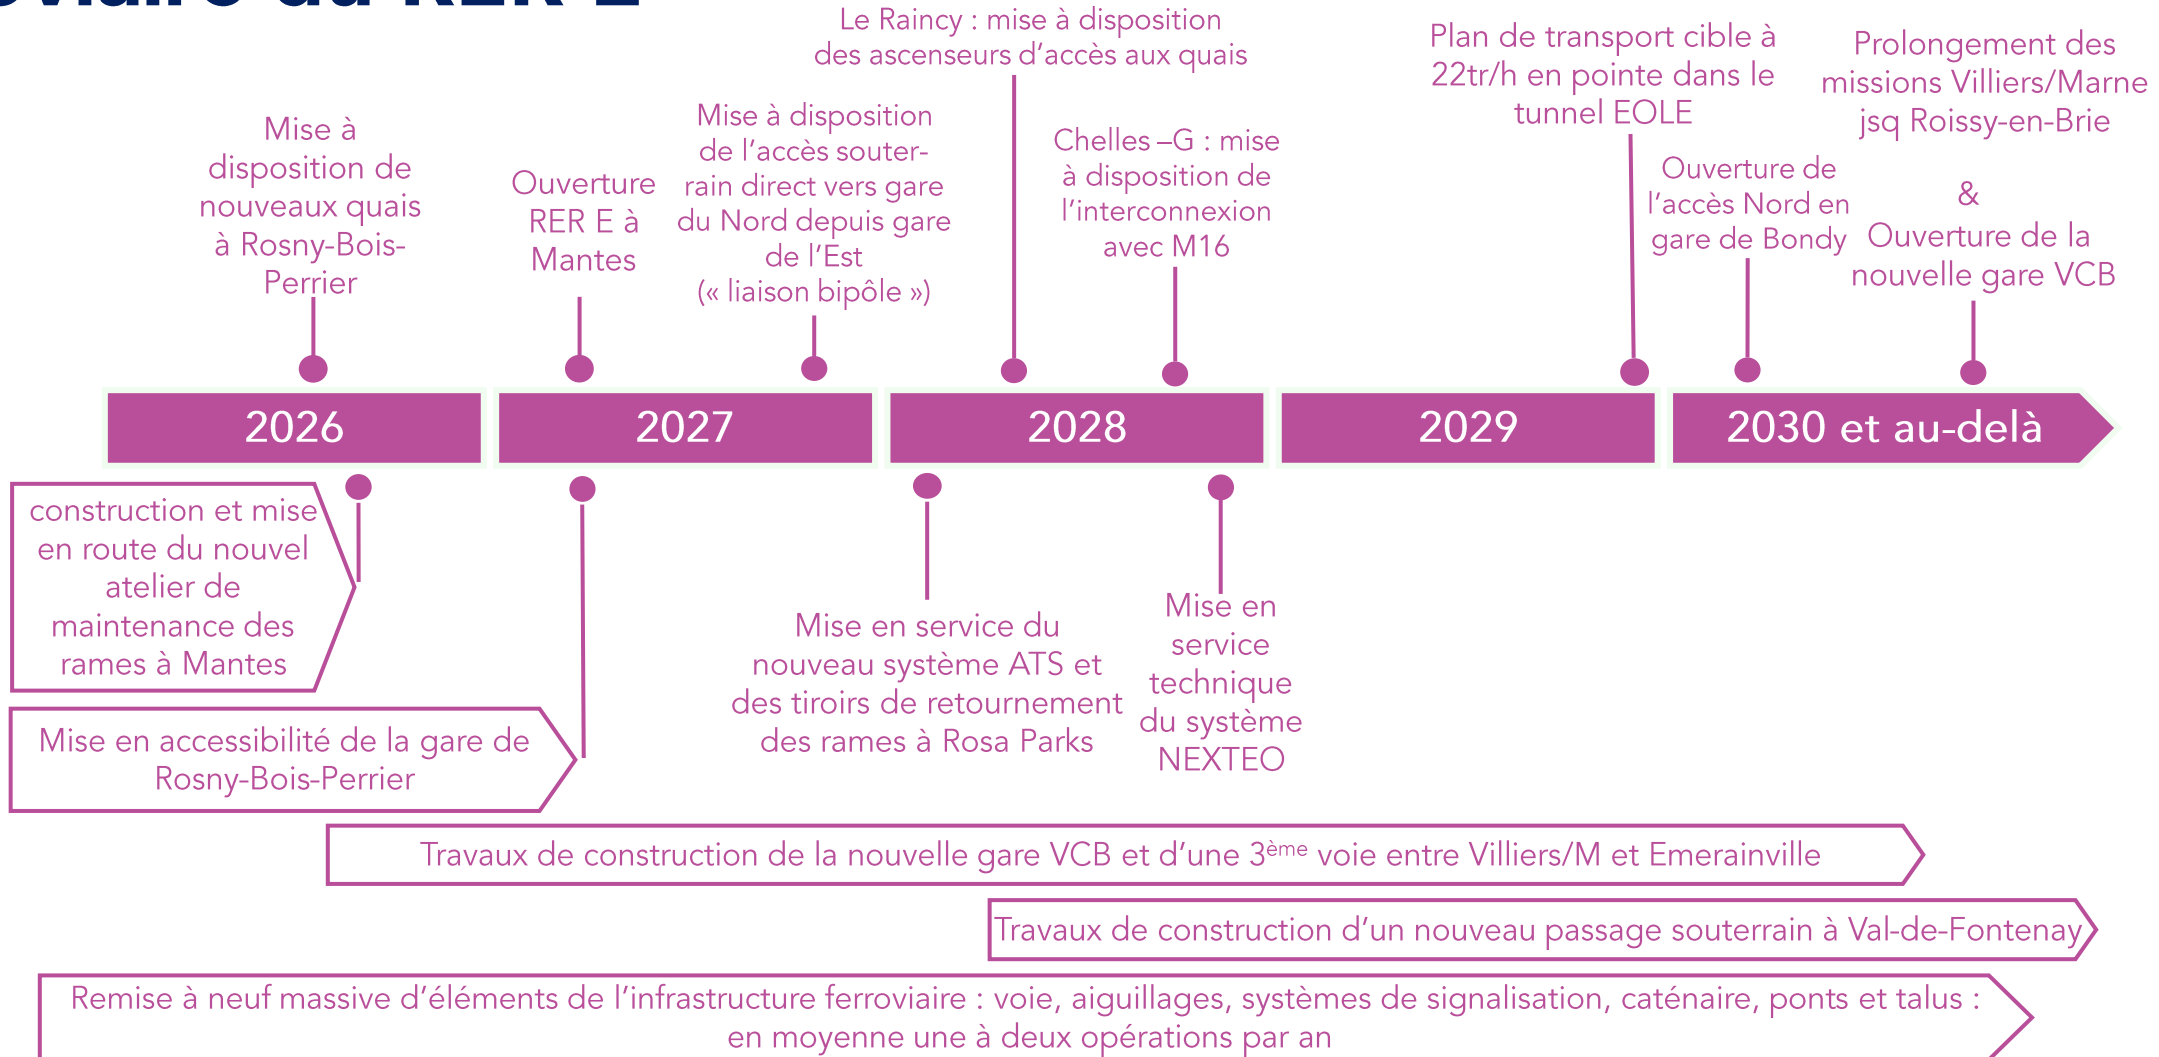 Le Raincy : mise à disposition
des ascenseurs d'accès aux quais
Plan de transport cible à
22tr/h en pointe dans le
tunnel EOLE
Prolongement des
missions Villiers/Marne
jsq Roissy-en-Brie
&
Ouverture de la
nouvelle gare VCB
Mise à
disposition de
nouveaux quais
à Rosny-Bois-
Perrier
Ouverture
RER E à
Mantes
Mise à disposition
de l'accès souter-
rain direct vers gare
du Nord depuis gare
de l'Est
(« liaison bipôle »)
Chelles –G : mise
à disposition de
l'interconnexion
avec M16
Ouverture de
l'accès Nord en
gare de Bondy
2026
2027
2028
2029
2030 et au-delà
construction et mise
en route du nouvel
atelier de
maintenance des
rames à Mantes
Mise en service du
nouveau système ATS et
des tiroirs de retournement
des rames à Rosa Parks
Mise en
service
technique
du système
NEXTEO
Mise en accessibilité de la gare de
Rosny-Bois-Perrier
Travaux de construction de la nouvelle gare VCB et d'une 3ème voie entre Villiers/M et Emerainville
Travaux de construction d'un nouveau passage souterrain à Val-de-Fontenay
Remise à neuf massive d'éléments de l'infrastructure ferroviaire : voie, aiguillages, systèmes de signalisation, caténaire, ponts et talus :
en moyenne une à deux opérations par an